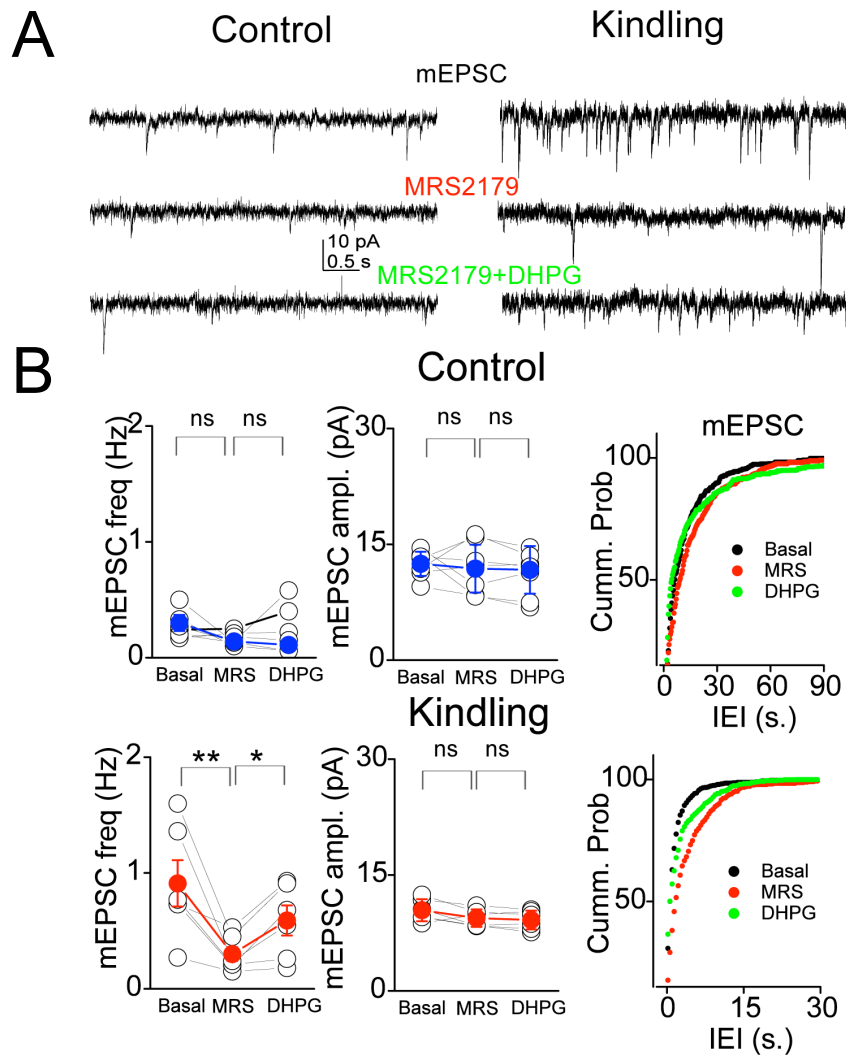 A
Control
Kindling
mEPSC
MRS2179
10 pA
0.5 s
MRS2179+DHPG
B
Control
mEPSC freq (Hz)
2
1
0
ns
ns
Basal
MRS
DHPG
mEPSC ampl. (pA)
30
15
0
ns
ns
Basal
MRS
DHPG
mEPSC
Cumm. Prob
100
50
Basal
MRS
DHPG
0
30
60
90
IEI (s.)
Kindling
mEPSC freq (Hz)
2
1
0
**
*
Basal
MRS
DHPG
mEPSC ampl. (pA)
30
15
0
ns
ns
Basal
MRS
DHPG
Cumm. Prob
100
50
Basal
MRS
DHPG
0
15
30
IEI (s.)